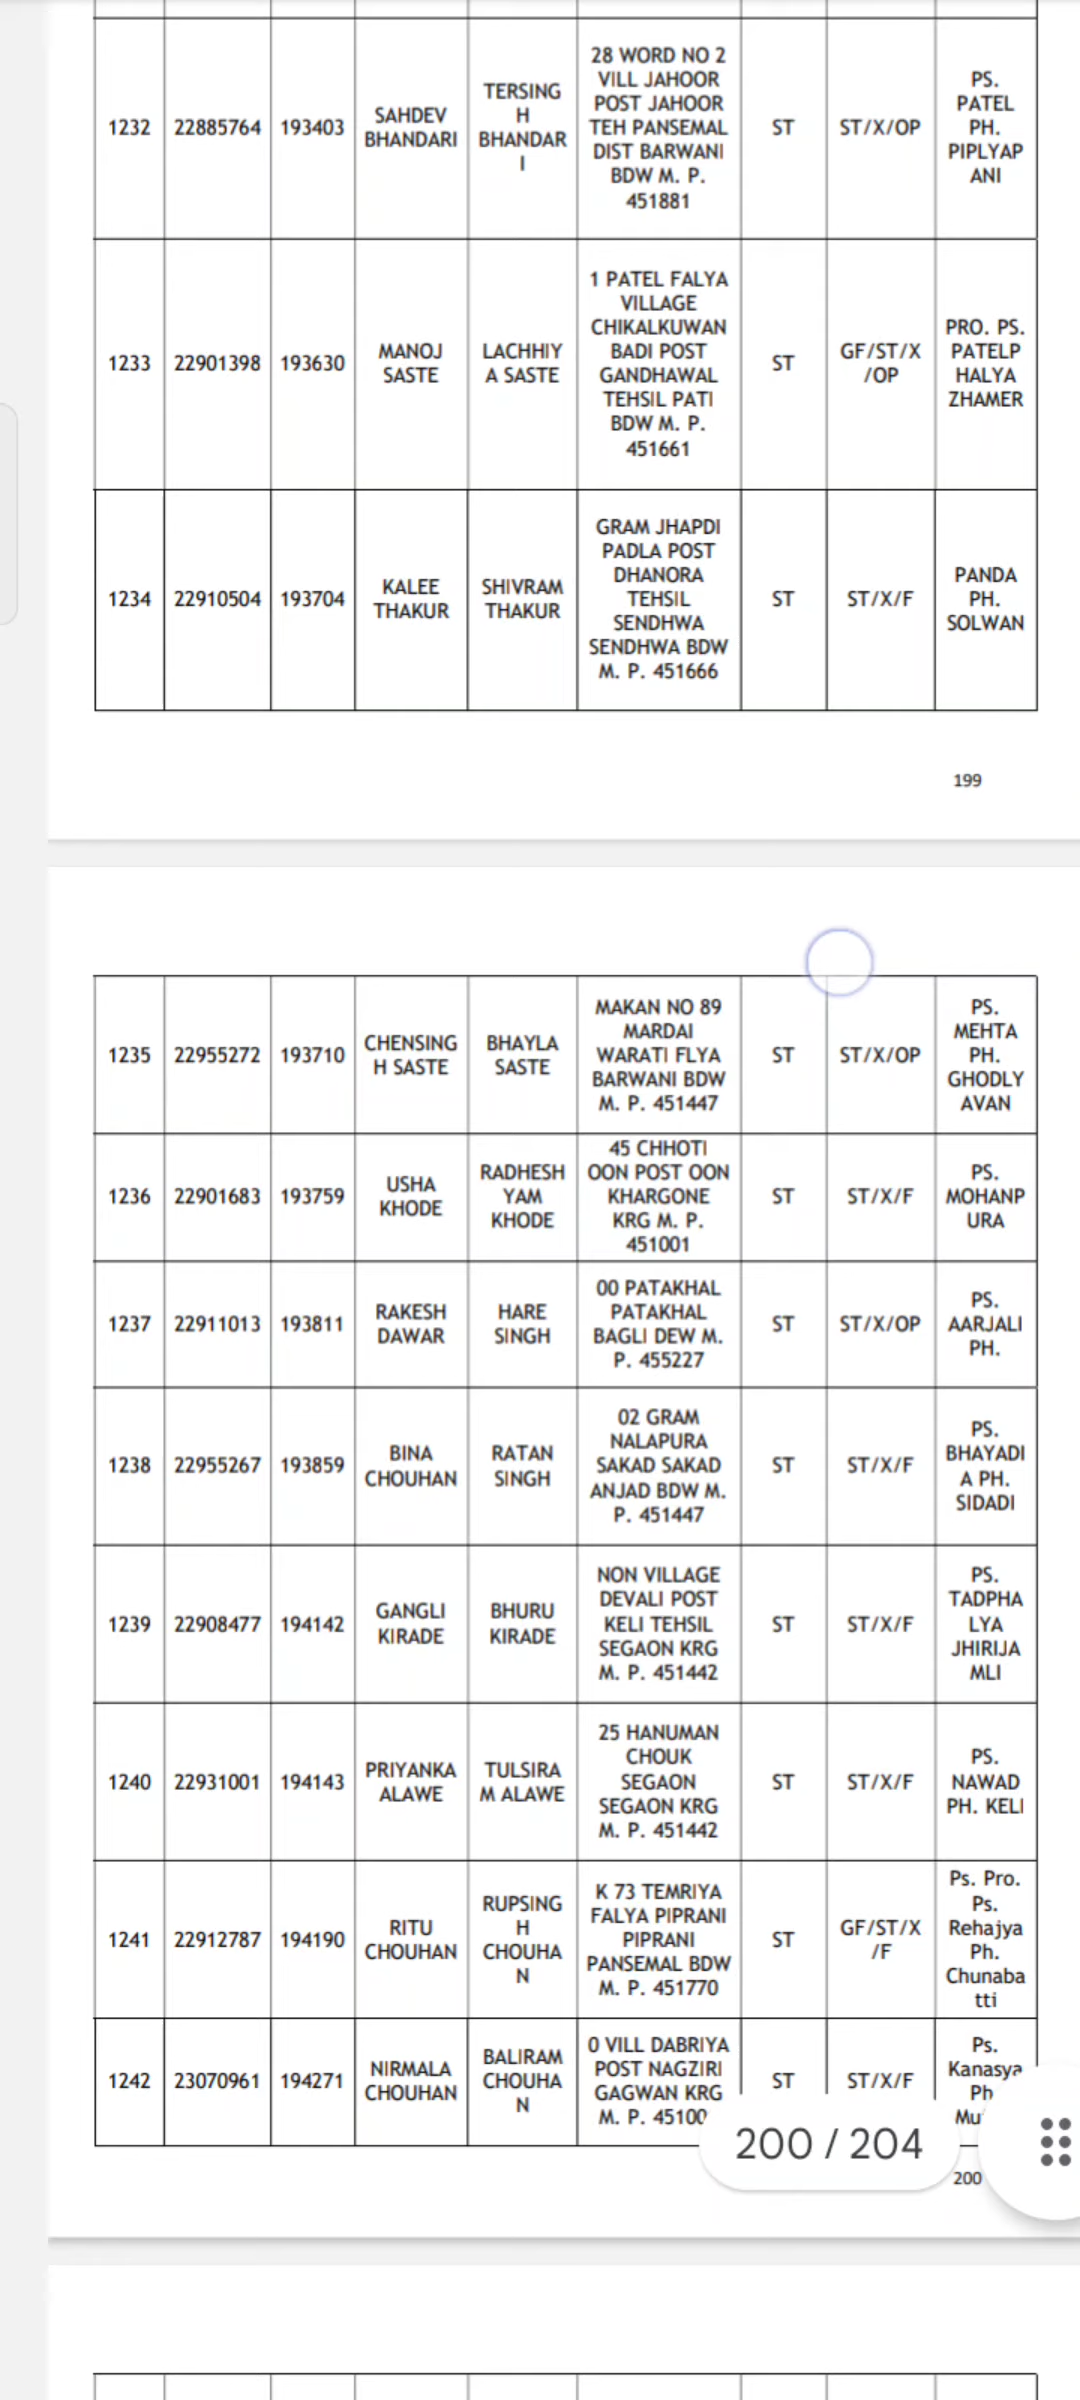 1232 22885764 193403 SAHDEV BHANDARI TERSING H BHANDAR I 28 WORD NO 2 VILL JAHOOR POST JAHOOR TEH PANSEMAL DIST BARWANI BDW M. P. 451881 ST ST/X/OP PS. PATEL PH. PIPLYAP ANI
1233 22901398 193630 MANOJ SASTE LACHHIY A SASTE 1 PATEL FALYA VILLAGE CHIKALKUWAN BADI POST GANDHAWAL TEHSIL PATI BDW M. P. 451661 ST GF/ST/X /OP PRO. PS. PATELP HALYA ZHAMER
1234 22910504 193704 KALEE THAKUR SHIVRAM THAKUR GRAM JHAPDI PADLA POST DHANORA TEHSIL SENDHWA SENDHWA BDW M. P. 451666 ST ST/X/F PANDA PH. SOLWAN
199
1235 22955272 193710 CHENSING H SASTE BHAYLA SASTE MAKAN NO 89 MARDAI WARATI FLYA BARWANI BDW M. P. 451447 ST ST/X/OP PS. MEHTA PH. GHODLY AVAN
1236 22901683 193759 USHA KHODE RADHESH YAM KHODE 45 CHHOTI OON POST OON KHARGONE KRG M. P. 451001 ST ST/X/F PS. MOHANP URA
1237 22911013 193811 RAKESH DAWAR HARE SINGH 00 PATAKHAL PATAKHAL BAGLI DEW M. P. 455227 ST ST/X/OP PS. AARJALI PH.
1238 22955267 193859 BINA CHOUHAN RATAN SINGH 02 GRAM NALAPURA SAKAD SAKAD ANJAD BDW M. P. 451447 ST ST/X/F PS. BHAYADI A PH. SIDADI
1239 22908477 194142 GANGLI KIRADE BHURU KIRADE NON VILLAGE DEVALI POST KELI TEHSIL SEGAON KRG M. P. 451442 ST ST/X/F PS. TADPHA LYA JHIRIJA MLI
1240 22931001 194143 PRIYANKA ALAWE TULSIRA M ALAWE 25 HANUMAN CHOUK SEGAON SEGAON KRG M. P. 451442 ST ST/X/F PS. NAWAD PH. KELI
1241 22912787 194190 RITU CHOUHAN RUPSING H CHOUHA N K 73 TEMRIYA FALYA PIPRANI PIPRANI PANSEMAL BDW M. P. 451770 ST GF/ST/X /F Ps. Pro. Ps. Rehajya Ph. Chunaba tti
1242 23070961 194271 NIRMALA CHOUHAN BALIRAM CHOUHA N 0 VILL DABRIYA POST NAGZIRI GAGWAN KRG M. P. ST ST/X/F Ps. Kanasya Ph
200 / 204
200